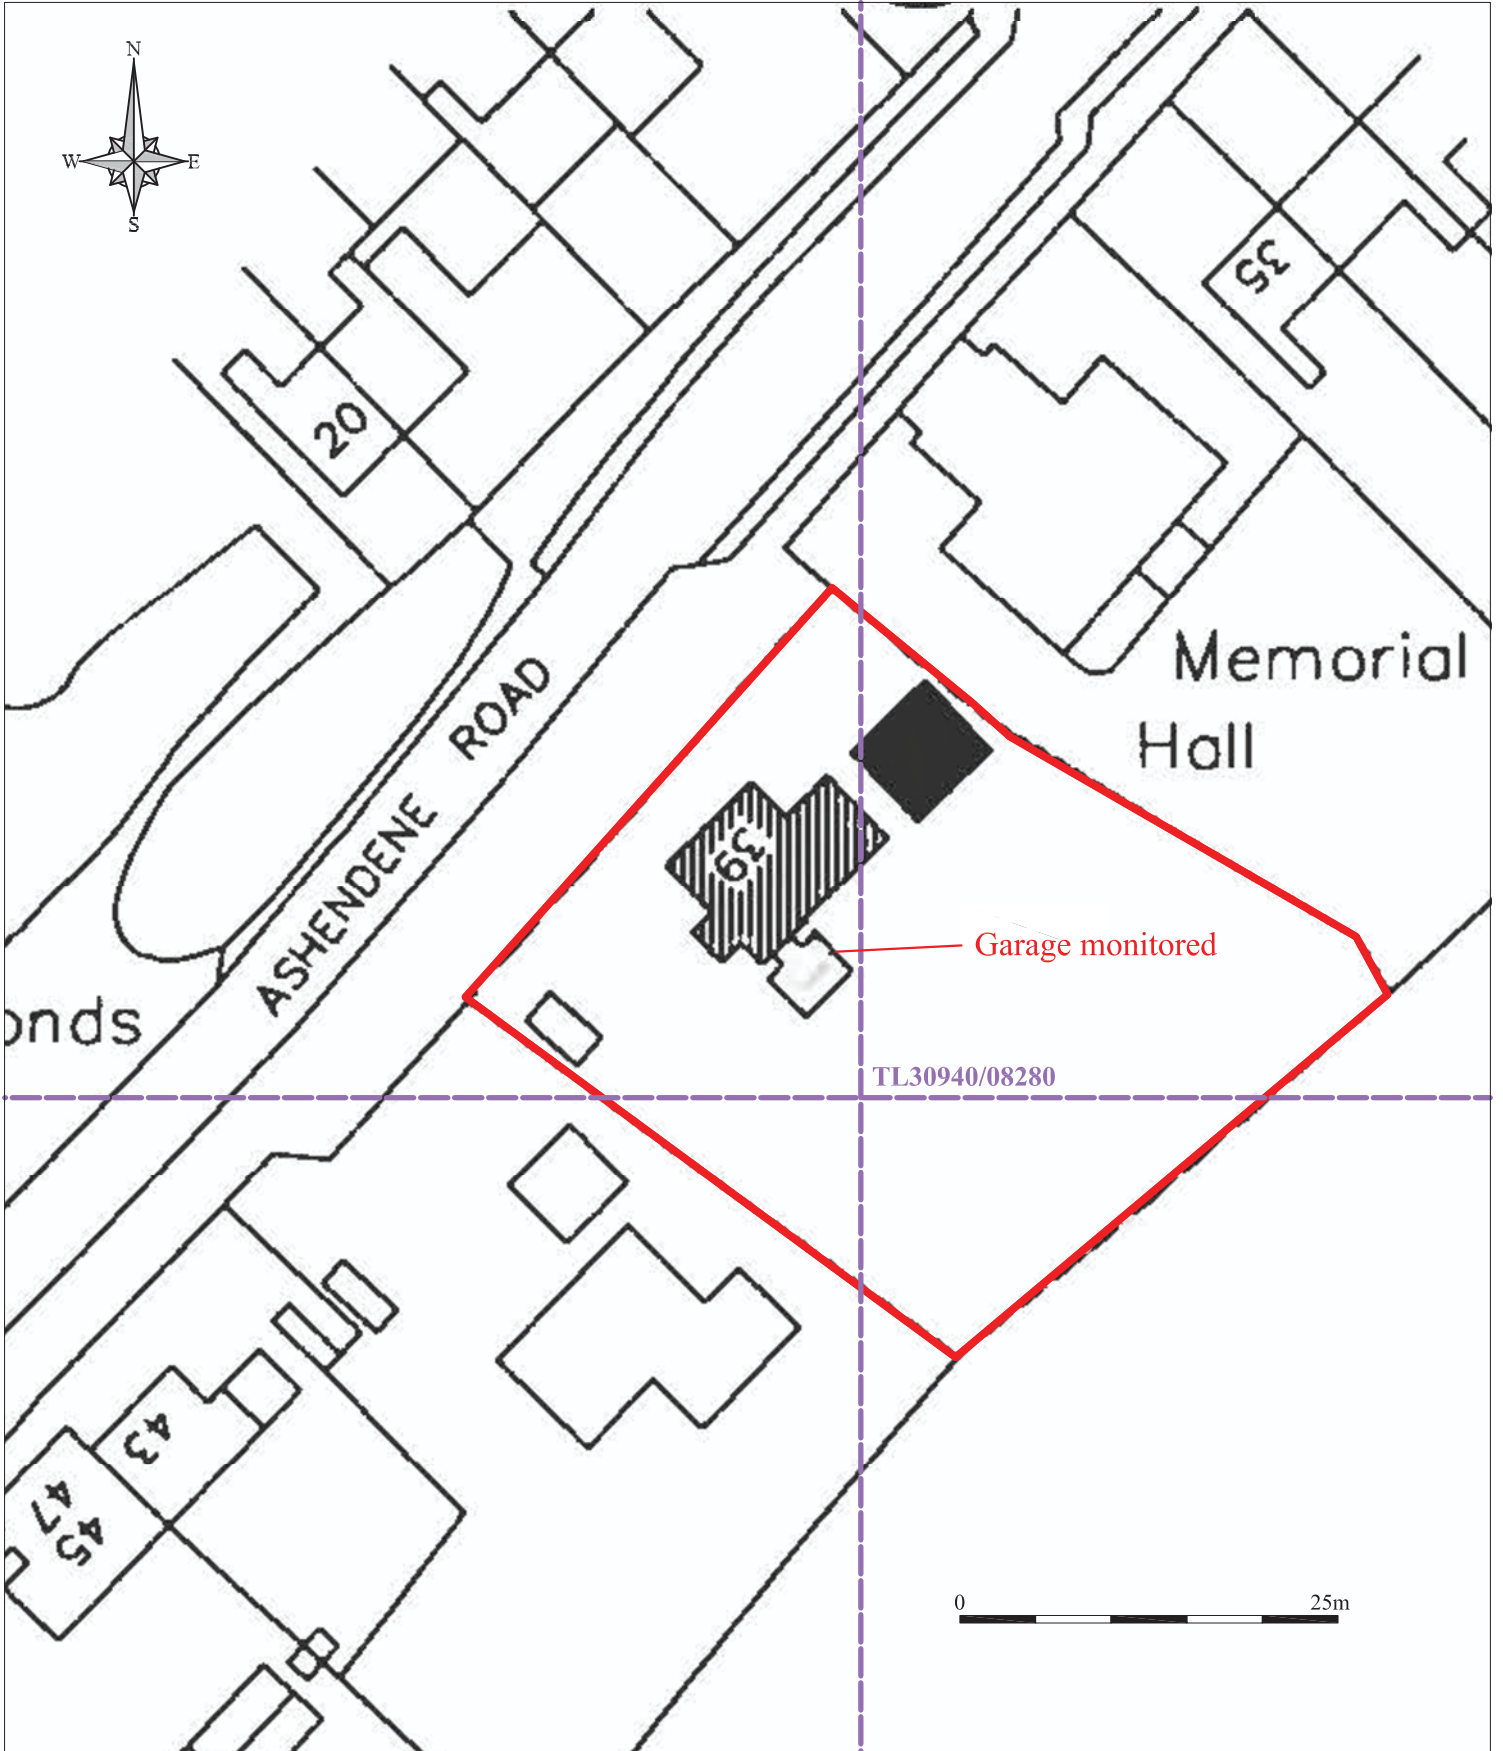 N
W E
S
35
20
Memorial
Hall
ASHENDENE ROAD
39
Garage monitored
onds
TL30940/08280
43
47
45
0 25m